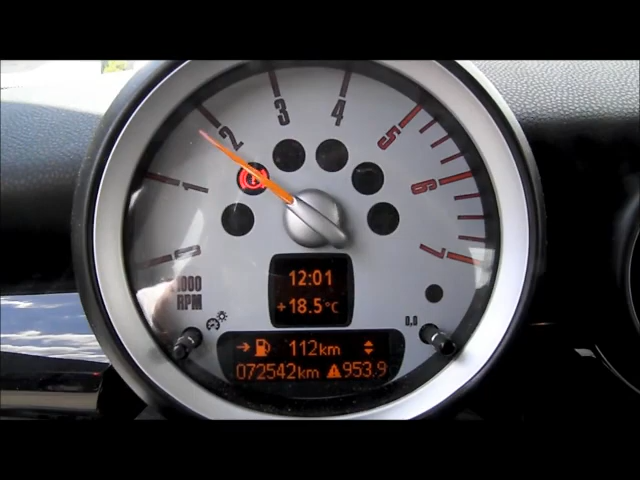 0 1 2 3 4 5 6 7
1000
RPM
12:01
+18.5°C
0,8
→ 112km
072542km 953.9